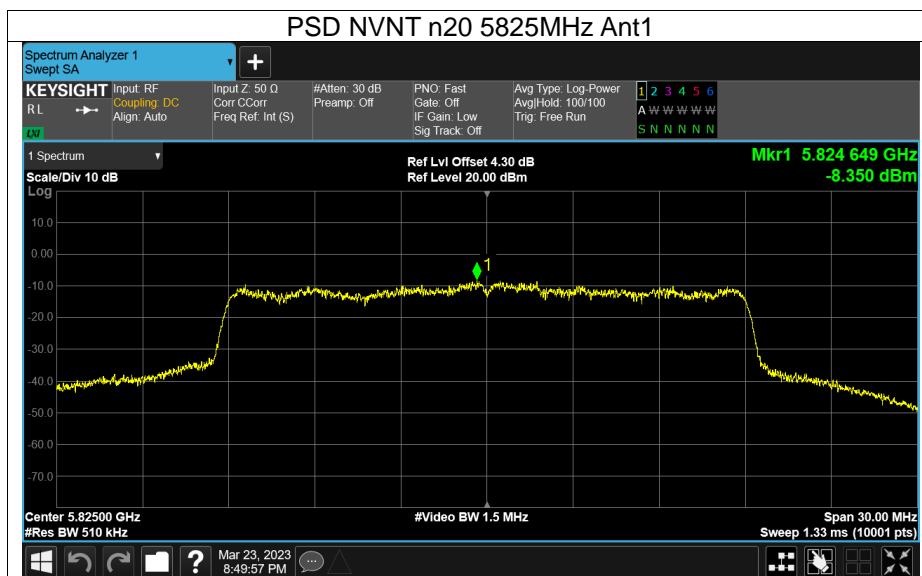 PSD NVNT n20 5825MHz Ant1
Spectrum Analyzer 1
Swept SA
+
KEYSIGHT
RL
LXI
Input: RF
Coupling: DC
Align: Auto
Input Z: 50 Ω
Corr CCorr
Freq Ref: Int (S)
#Atten: 30 dB
Preamp: Off
PNO: Fast
Gate: Off
IF Gain: Low
Sig Track: Off
Avg Type: Log-Power
Avg|Hold: 100/100
Trig: Free Run
1 2 3 4 5 6
A W W W W W
S N N N N N
1 Spectrum
Scale/Div 10 dB
Ref Lvl Offset 4.30 dB
Ref Level 20.00 dBm
Mkr1 5.824 649 GHz
-8.350 dBm
Log
10.0
0.00
-10.0
-20.0
-30.0
-40.0
-50.0
-60.0
-70.0
1
Center 5.82500 GHz
#Res BW 510 kHz
#Video BW 1.5 MHz
Span 30.00 MHz
Sweep 1.33 ms (10001 pts)
?
Mar 23, 2023
8:49:57 PM